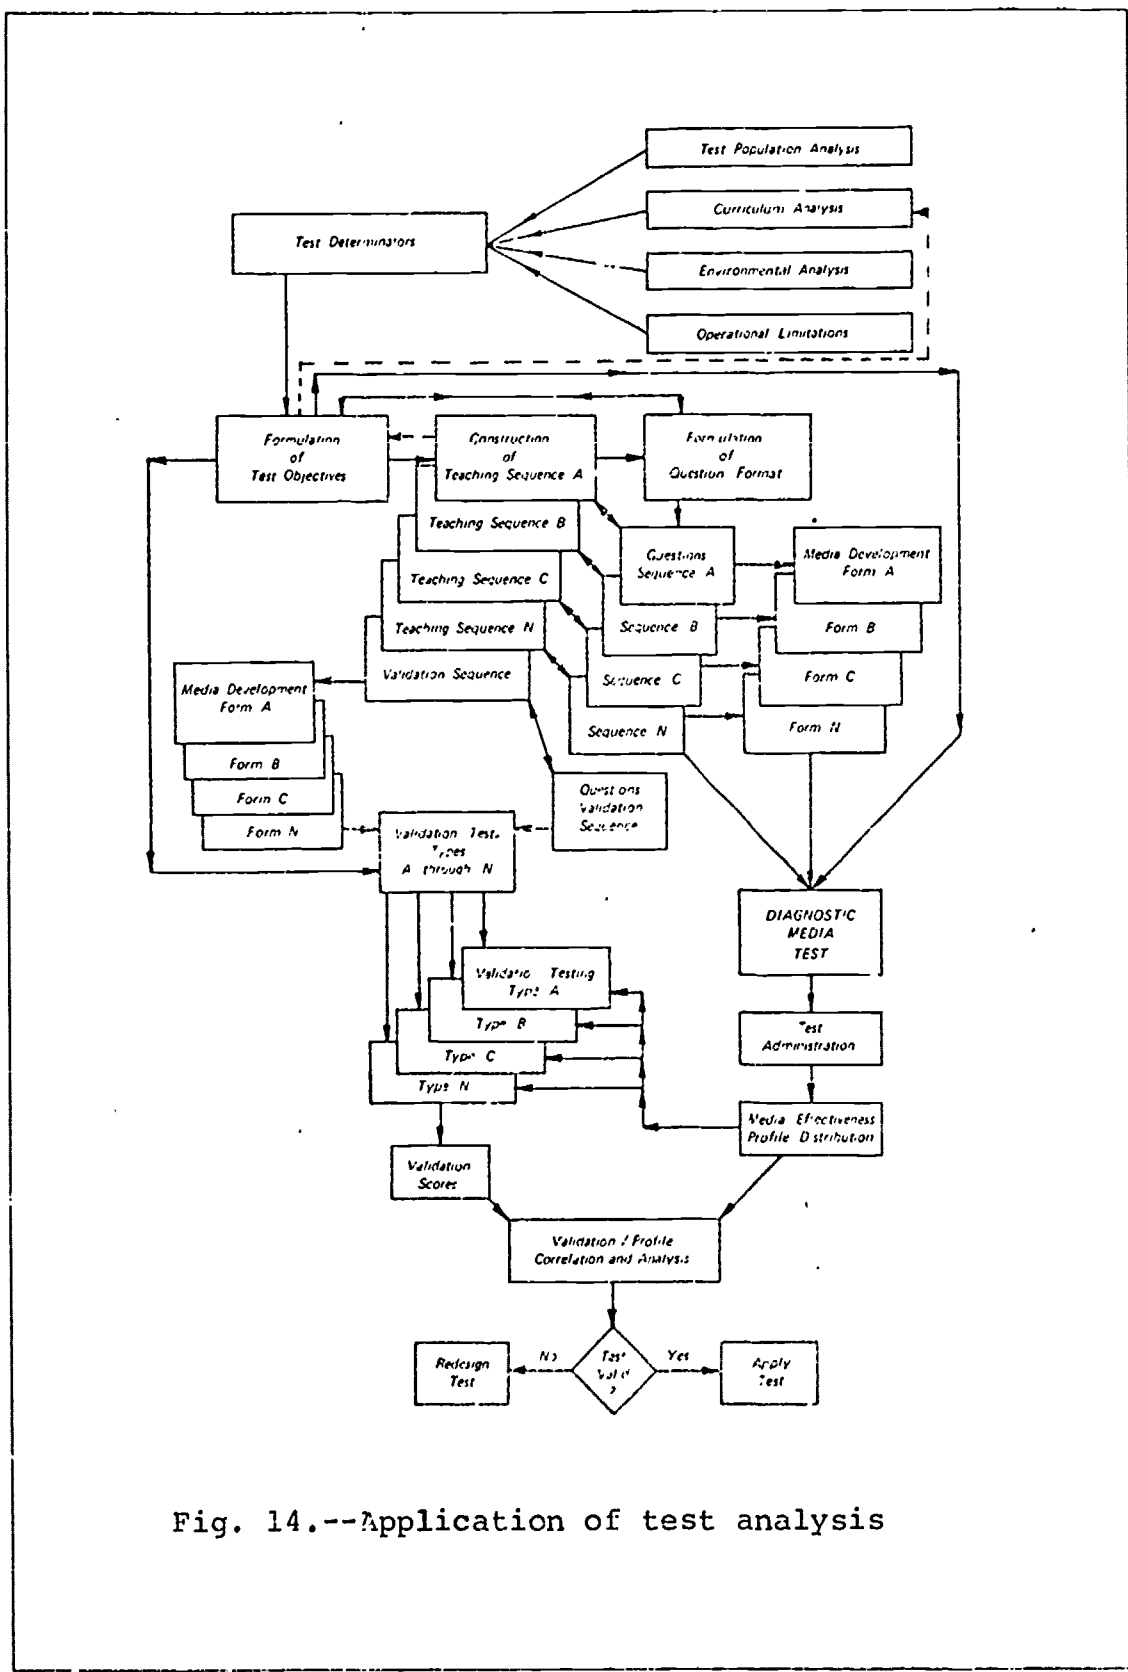 Test Population Analysis
Curriculum Analysis
Test Determinators
Environmental Analysis
Operational Limitations
Formulation
of
Test Objectives
Construction
of
Teaching Sequence A
Formulation
of
Question Format
Teaching Sequence B
Teaching Sequence C
Teaching Sequence N
Validation Sequence
Questions
Sequence A
Sequence B
Sequence C
Sequence N
Media Development
Form A
Form B
Form C
Form N
Media Development
Form A
Form B
Form C
Form N
Questions
Validation
Sequence
Validation Test
Types
A through N
DIAGNOSTIC
MEDIA
TEST
Validation Testing
Type A
Type B
Type C
Type N
Test
Administration
Media Effectiveness
Profile Distribution
Validation
Scores
Validation / Profile
Correlation and Analysis
Redesign
Test
No
Test
Valid
?
Yes
Apply
Test
Fig. 14.--Application of test analysis